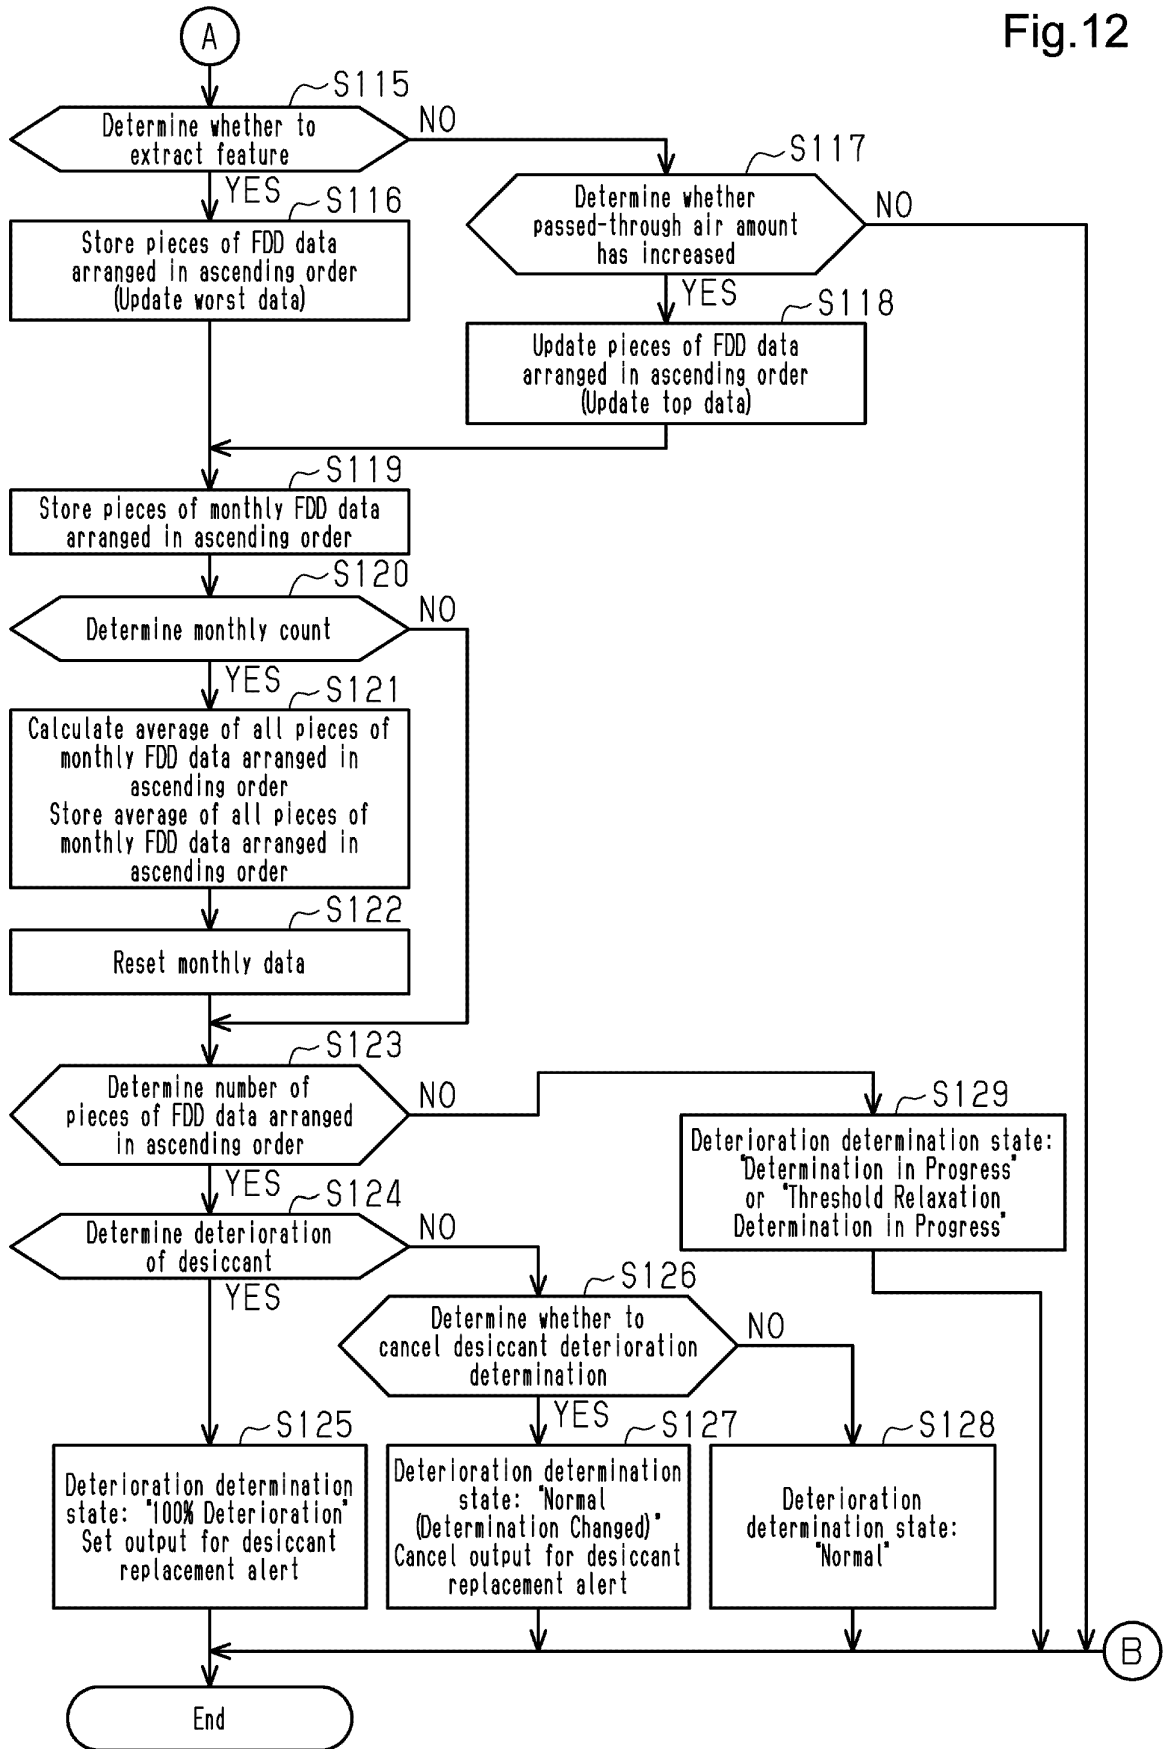 Fig.12
A
S115
Determine whether to
extract feature
NO
YES
S116
Store pieces of FDD data
arranged in ascending order
(Update worst data)
S117
Determine whether
passed-through air amount
has increased
NO
YES
S118
Update pieces of FDD data
arranged in ascending order
(Update top data)
S119
Store pieces of monthly FDD data
arranged in ascending order
S120
Determine monthly count
NO
YES
S121
Calculate average of all pieces of
monthly FDD data arranged in
ascending order
Store average of all pieces of
monthly FDD data arranged in
ascending order
S122
Reset monthly data
S123
Determine number of
pieces of FDD data arranged
in ascending order
NO
YES
S129
Deterioration determination state:
"Determination in Progress"
or "Threshold Relaxation
Determination in Progress"
S124
Determine deterioration
of desiccant
NO
YES
S126
Determine whether to
cancel desiccant deterioration
determination
NO
YES
S125
Deterioration determination
state: "100% Deterioration"
Set output for desiccant
replacement alert
S127
Deterioration determination
state: "Normal
(Determination Changed)"
Cancel output for desiccant
replacement alert
S128
Deterioration
determination state:
"Normal"
B
End